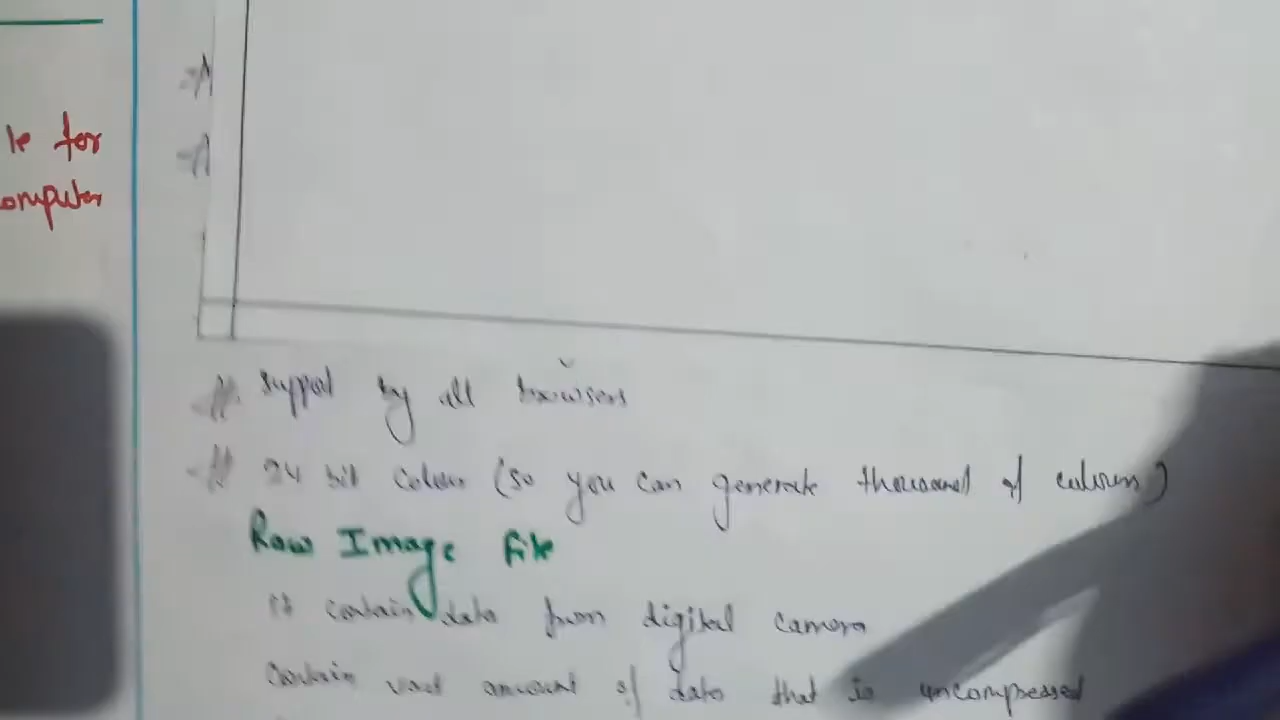 le for
omputer
Support by all browsers
24 bit Colour (so you can generate thousand of colours)
Raw Image File
It contain data from digital camera
Contain vast amount of data that is uncompressed